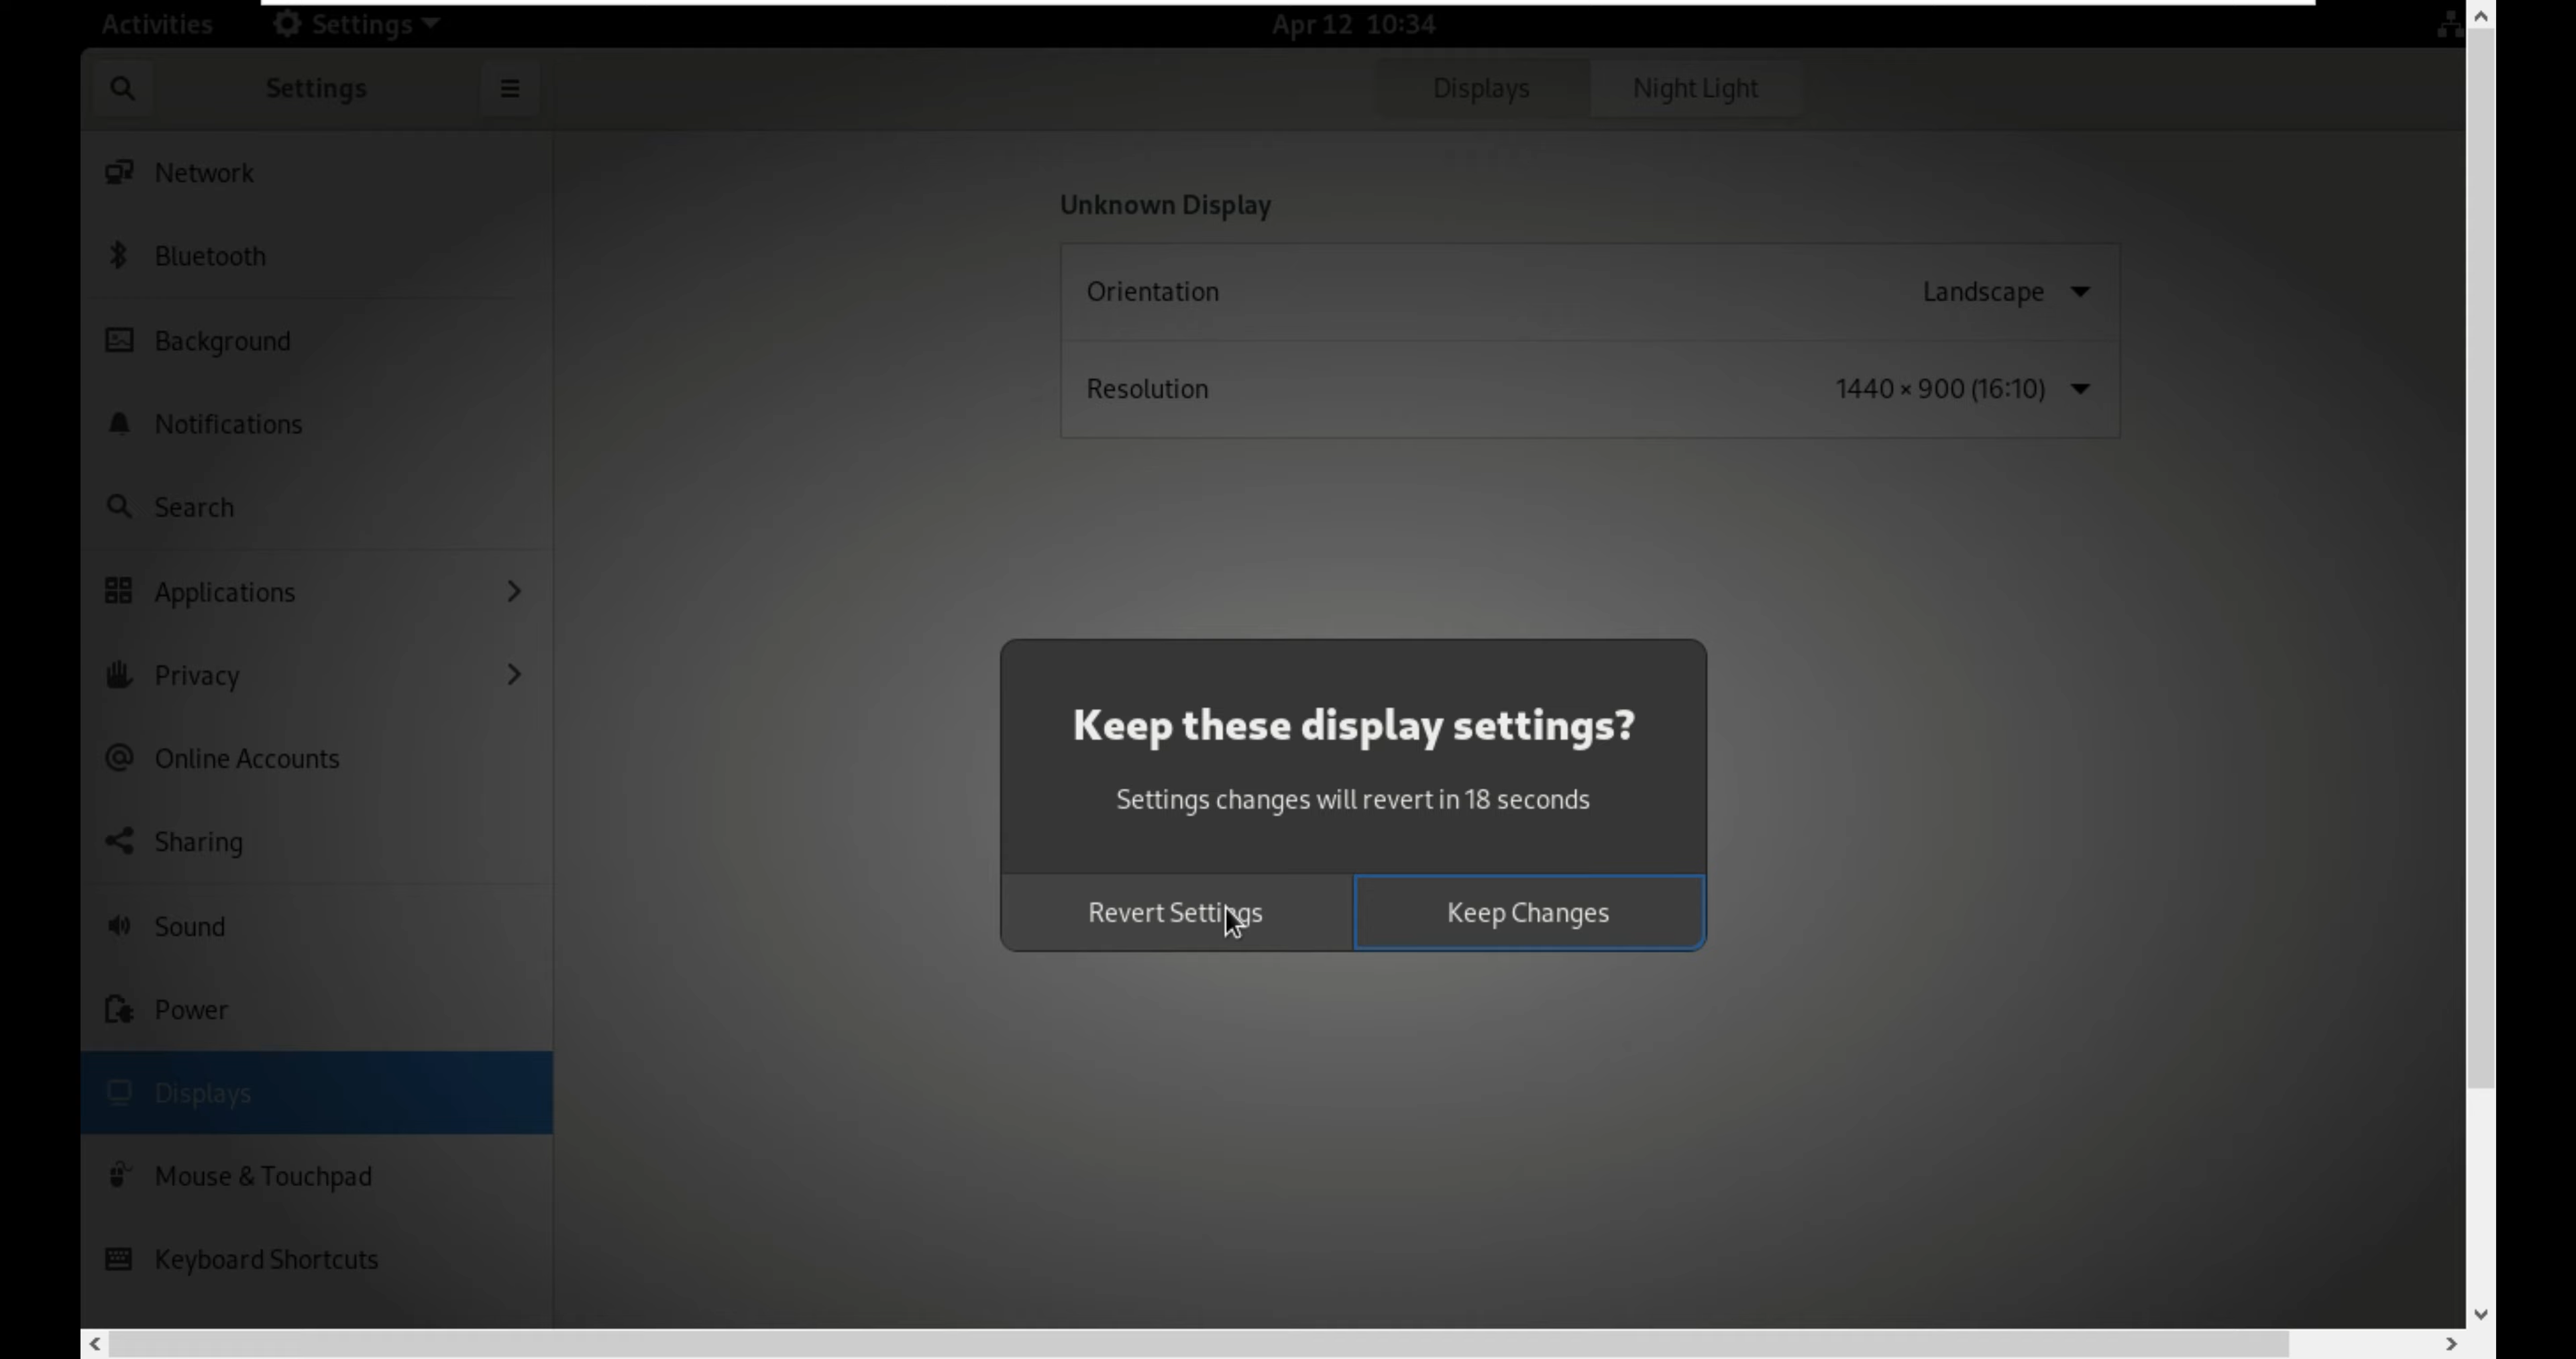 Activities Settings Apr 12 10:34
Settings Displays Night Light
Network
Bluetooth
Background
Notifications
Search
Applications
Privacy
Online Accounts
Sharing
Sound
Power
Displays
Mouse & Touchpad
Keyboard Shortcuts
Unknown Display
Orientation Landscape
Resolution 1440 × 900 (16:10)
Keep these display settings?
Settings changes will revert in 18 seconds
Revert Settings Keep Changes